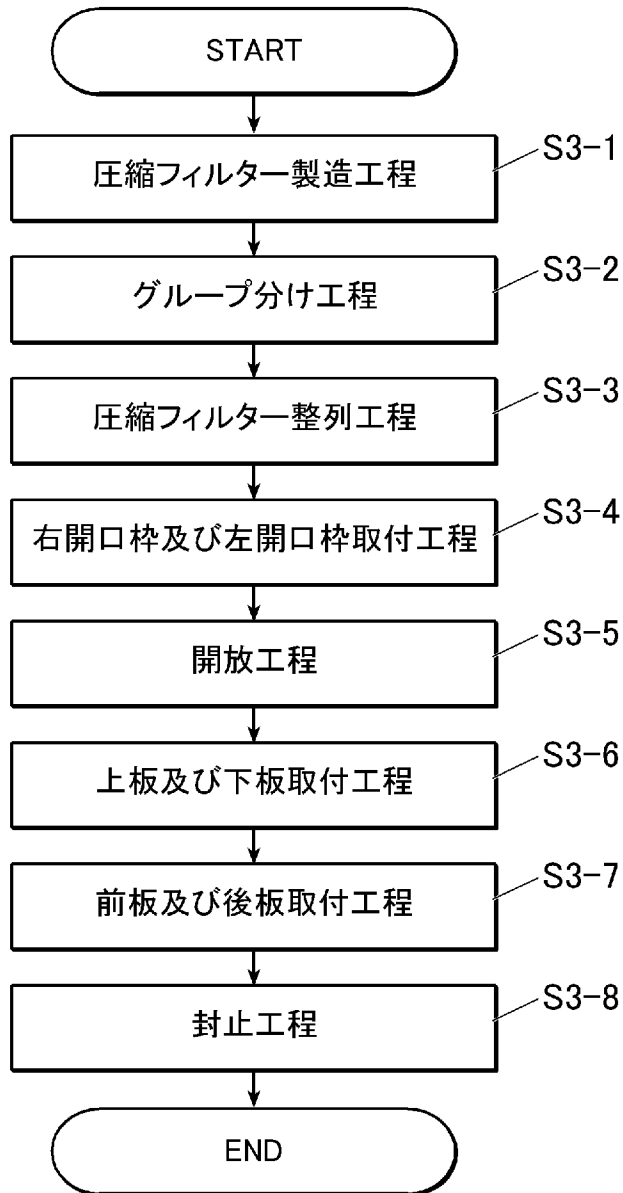 START
圧縮フィルター製造工程
S3-1
グループ分け工程
S3-2
圧縮フィルター整列工程
S3-3
右開口枠及び左開口枠取付工程
S3-4
開放工程
S3-5
上板及び下板取付工程
S3-6
前板及び後板取付工程
S3-7
封止工程
S3-8
END